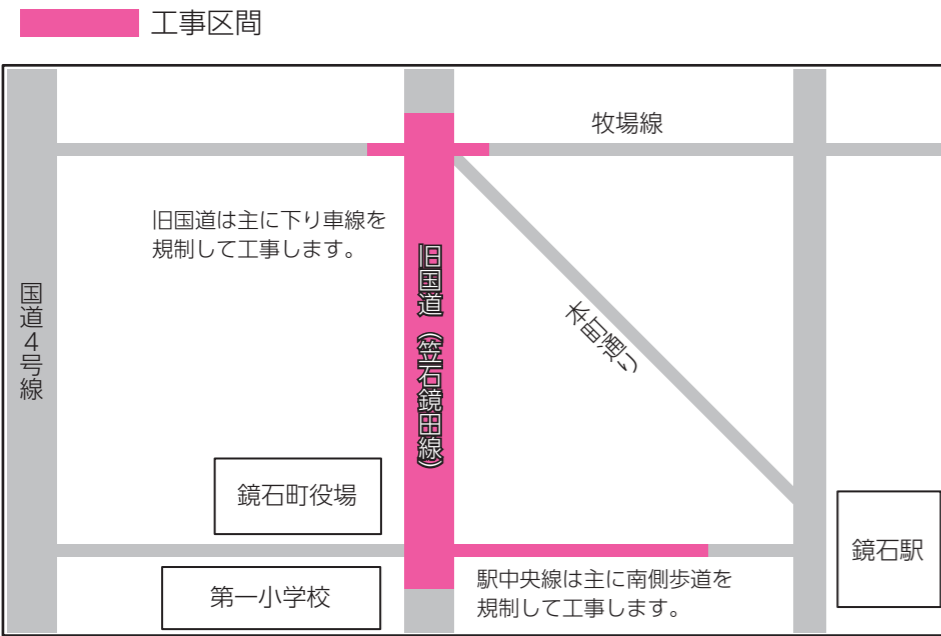 工事区間
牧場線
旧国道は主に下り車線を
規制して工事します。
国道4号線
旧国道（笠石鏡田線）
本町通り
鏡石町役場
鏡石駅
第一小学校
駅中央線は主に南側歩道を
規制して工事します。